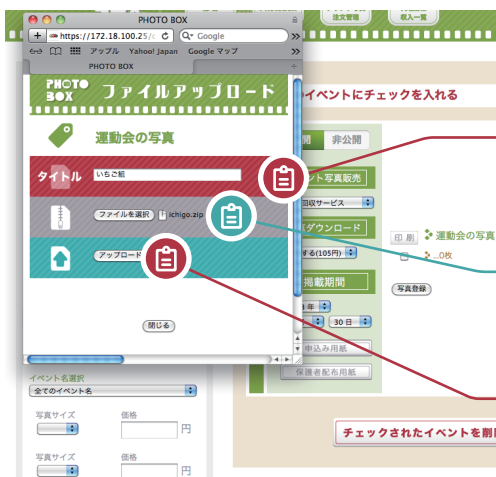 PHOTO BOX
https://172.18.100.25/
Google
アップル Yahoo! Japan Google マップ
PHOTO BOX
PHOTO BOX ファイルアップロード
運動会の写真
タイトル いちご組
ファイルを選択 ichigo.zip
アップロード
閉じる
注文管理
収入一覧
イベントにチェックを入れる
非公開
ント写真販売
回収サービス
ダウンロード
する(105円)
掲載期間
年
30 日
申込み用紙
保護者配布用紙
印刷 運動会の写真
...0枚
写真登録
イベント名選択
全てのイベント名
写真サイズ 価格
円
写真サイズ 価格
円
チェックされたイベントを削